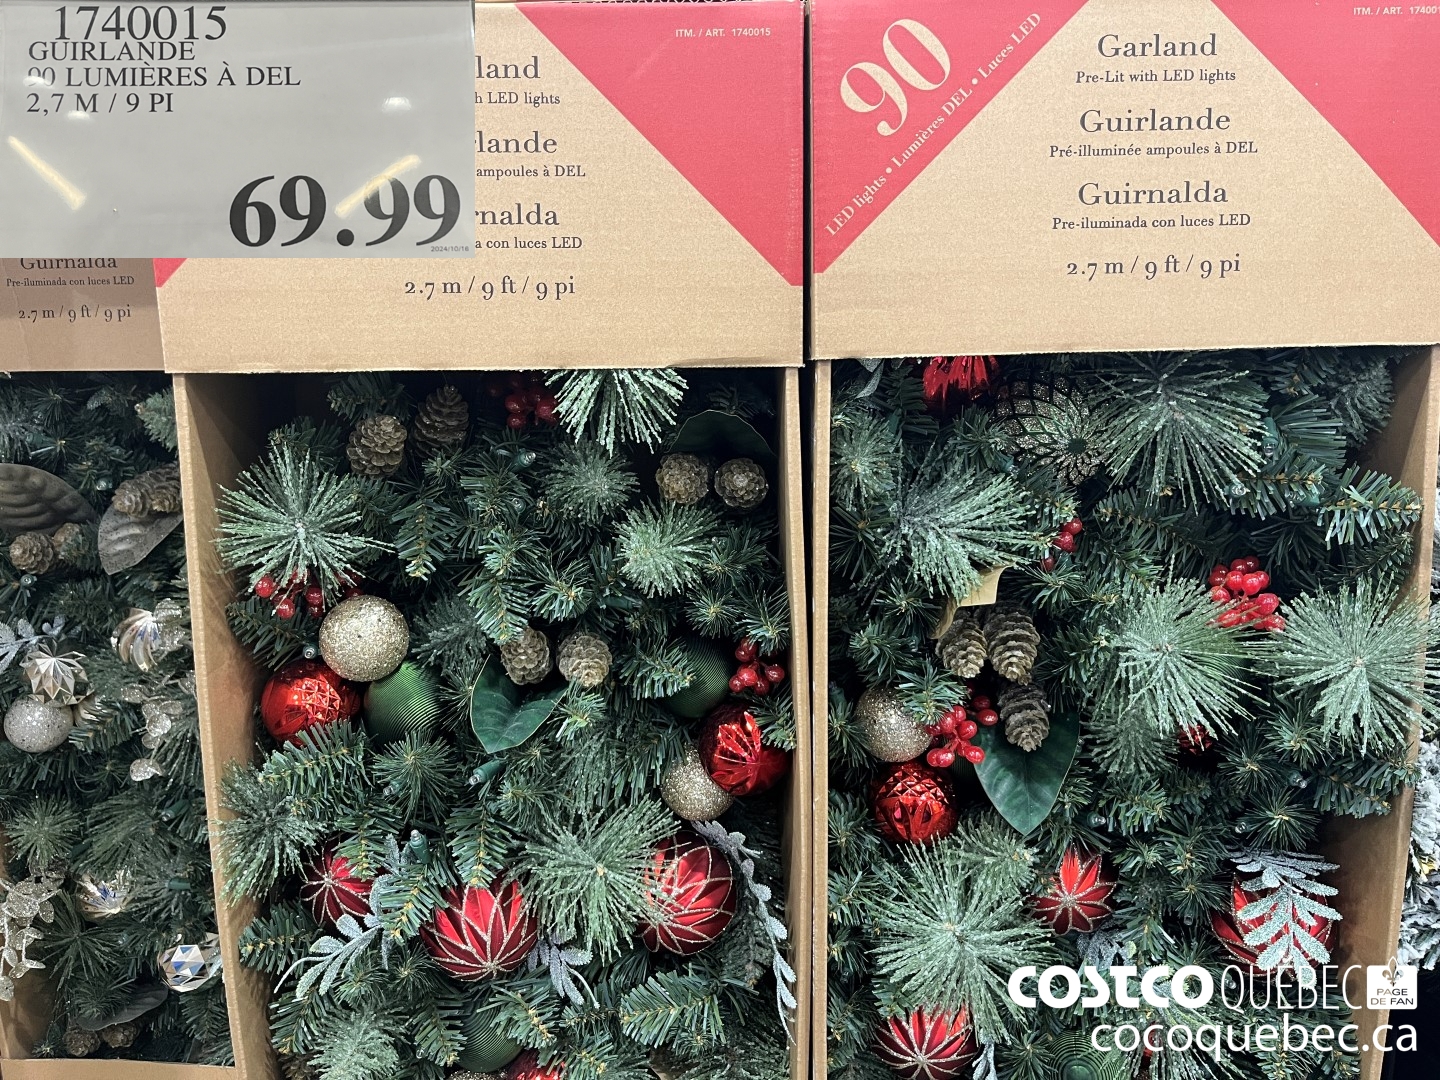 1740015
GUIRLANDE
90 LUMIÈRES À DEL
2,7 M / 9 PI
69.99
2024/10/16
Guirnalda
Pre-iluminada con luces LED
2.7 m / 9 ft / 9 pi
ITM. / ART. 1740015
land
h LED lights
lande
ampoules à DEL
rnalda
a con luces LED
2.7 m / 9 ft / 9 pi
90
LED lights • Lumières DEL • Luces LED
ITM. / ART. 174001
Garland
Pre-Lit with LED lights
Guirlande
Pré-illuminée ampoules à DEL
Guirnalda
Pre-iluminada con luces LED
2.7 m / 9 ft / 9 pi
COSTCO QUÉBEC PAGE DE FAN
cocoquebec.ca